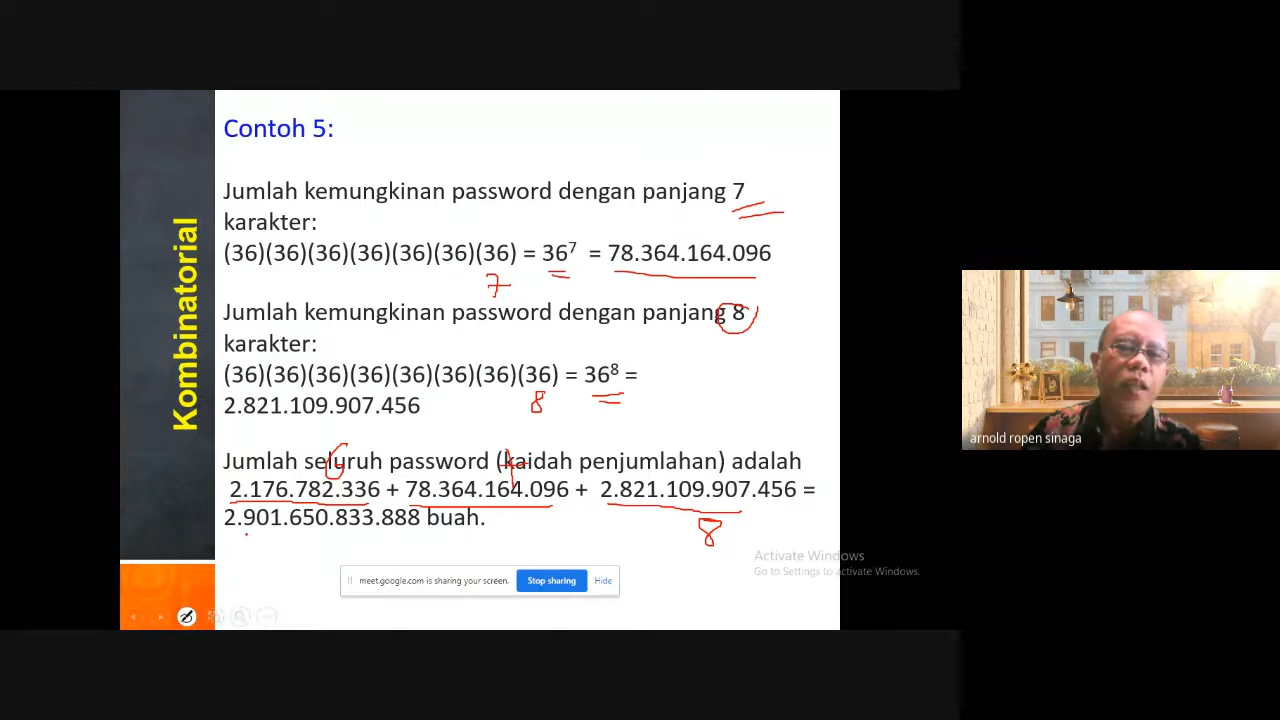 Kombinatorial
Contoh 5:
Jumlah kemungkinan password dengan panjang 7
karakter:
(36)(36)(36)(36)(36)(36)(36) = 36⁷ = 78.364.164.096
7
Jumlah kemungkinan password dengan panjang 8
karakter:
(36)(36)(36)(36)(36)(36)(36)(36) = 36⁸ =
8
2.821.109.907.456
6
Jumlah seluruh password (kaidah penjumlahan) adalah
2.176.782.336 + 78.364.164.096 + 2.821.109.907.456 =
2.901.650.833.888 buah.
8
meet.google.com is sharing your screen. Stop sharing Hide
Activate Windows
Go to Settings to activate Windows.
arnold ropen sinaga